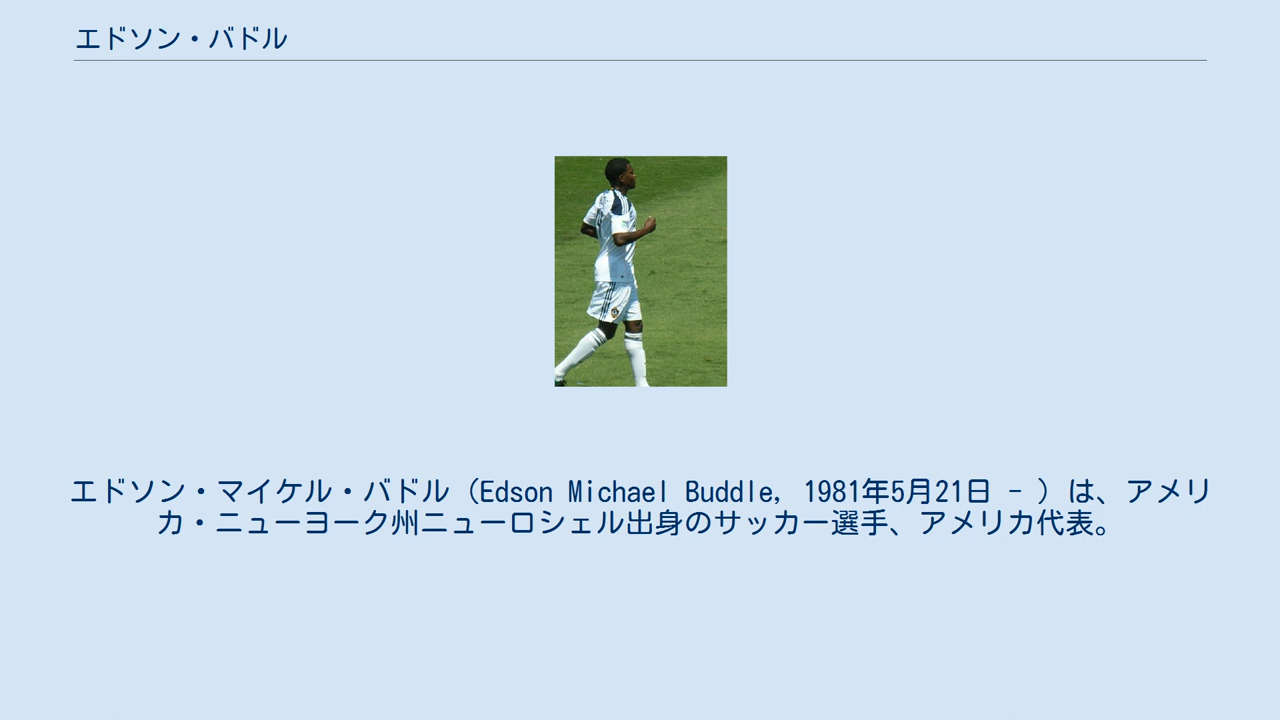 エドソン・バドル
エドソン・マイケル・バドル（Edson Michael Buddle, 1981年5月21日 - ）は、アメリ
カ・ニューヨーク州ニューロシェル出身のサッカー選手、アメリカ代表。